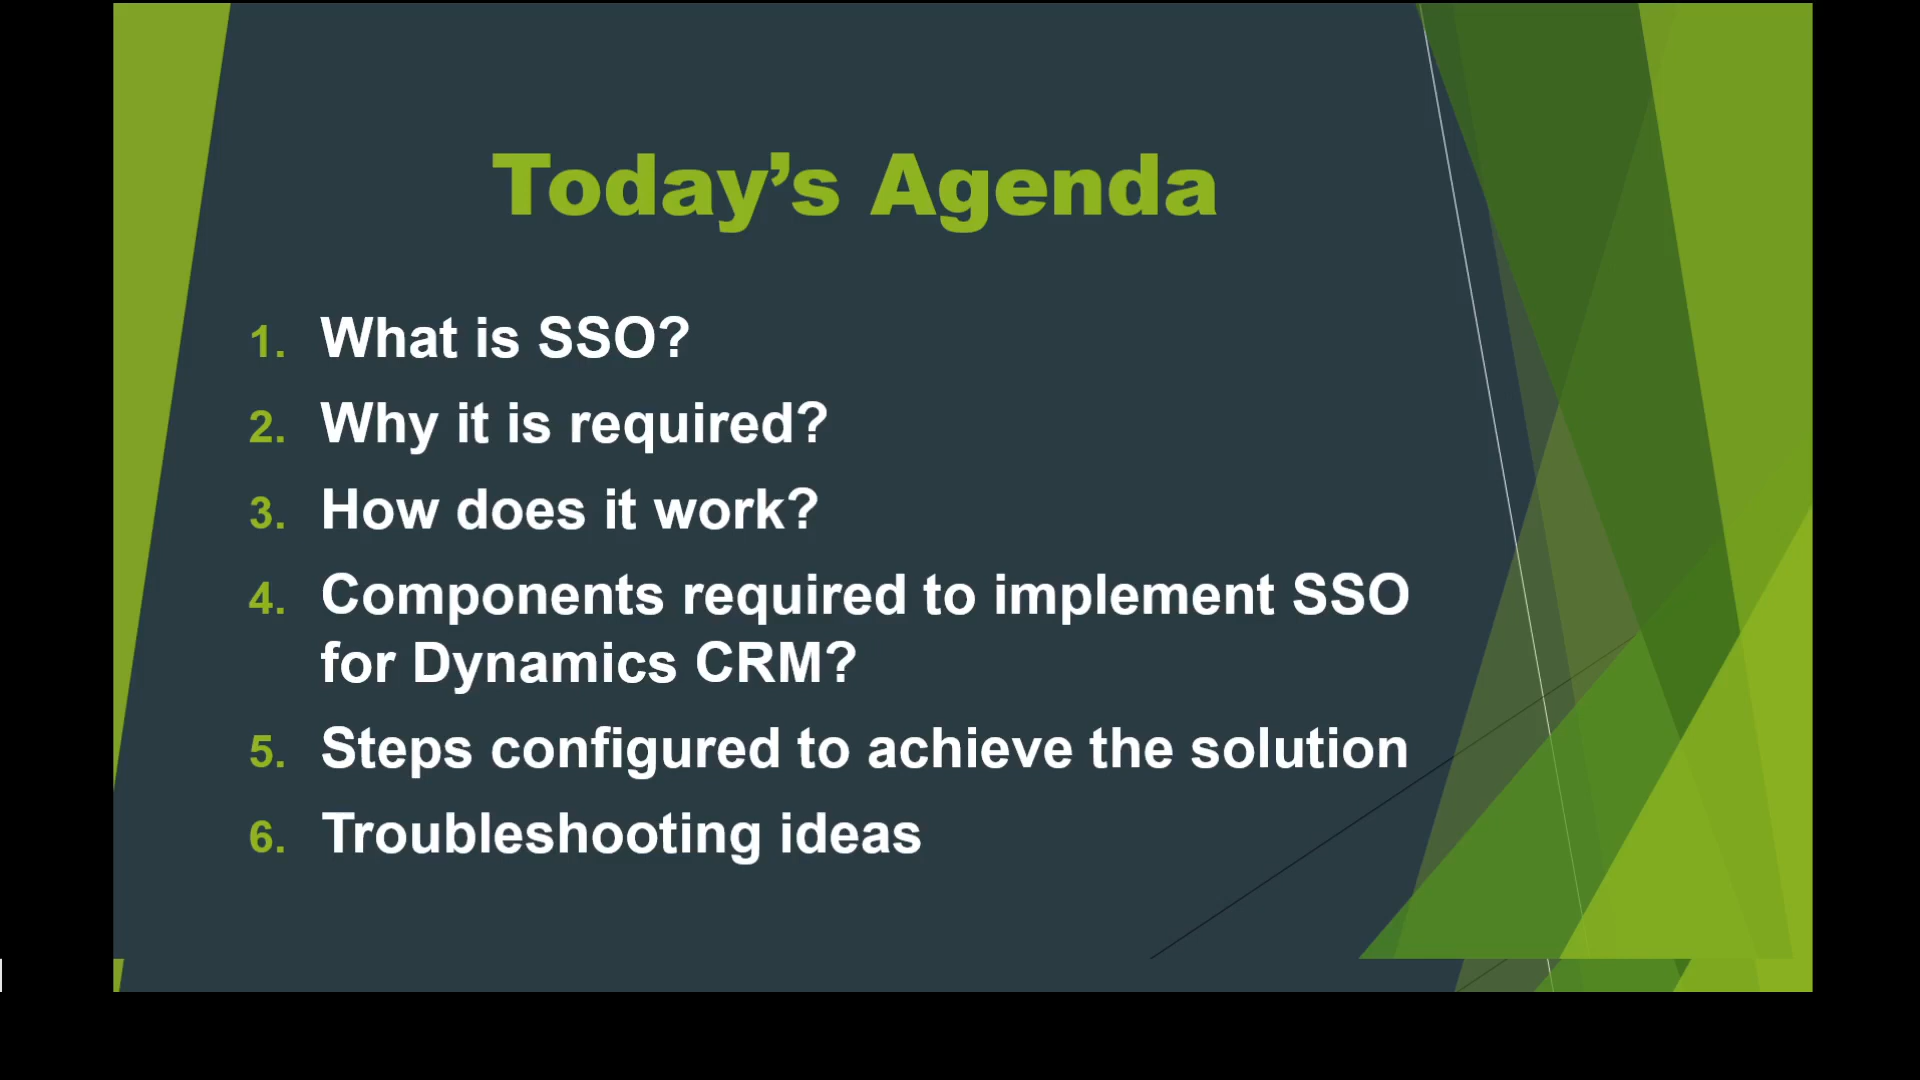 Today’s Agenda
1. What is SSO?
2. Why it is required?
3. How does it work?
4. Components required to implement SSO
for Dynamics CRM?
5. Steps configured to achieve the solution
6. Troubleshooting ideas